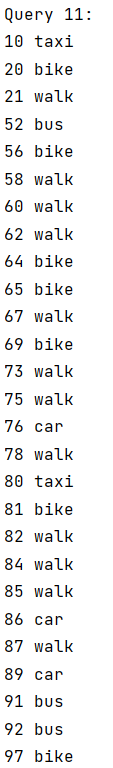 Query 11:
10 taxi
20 bike
21 walk
52 bus
56 bike
58 walk
60 walk
62 walk
64 bike
65 bike
67 walk
69 bike
73 walk
75 walk
76 car
78 walk
80 taxi
81 bike
82 walk
84 walk
85 walk
86 car
87 walk
89 car
91 bus
92 bus
97 bike